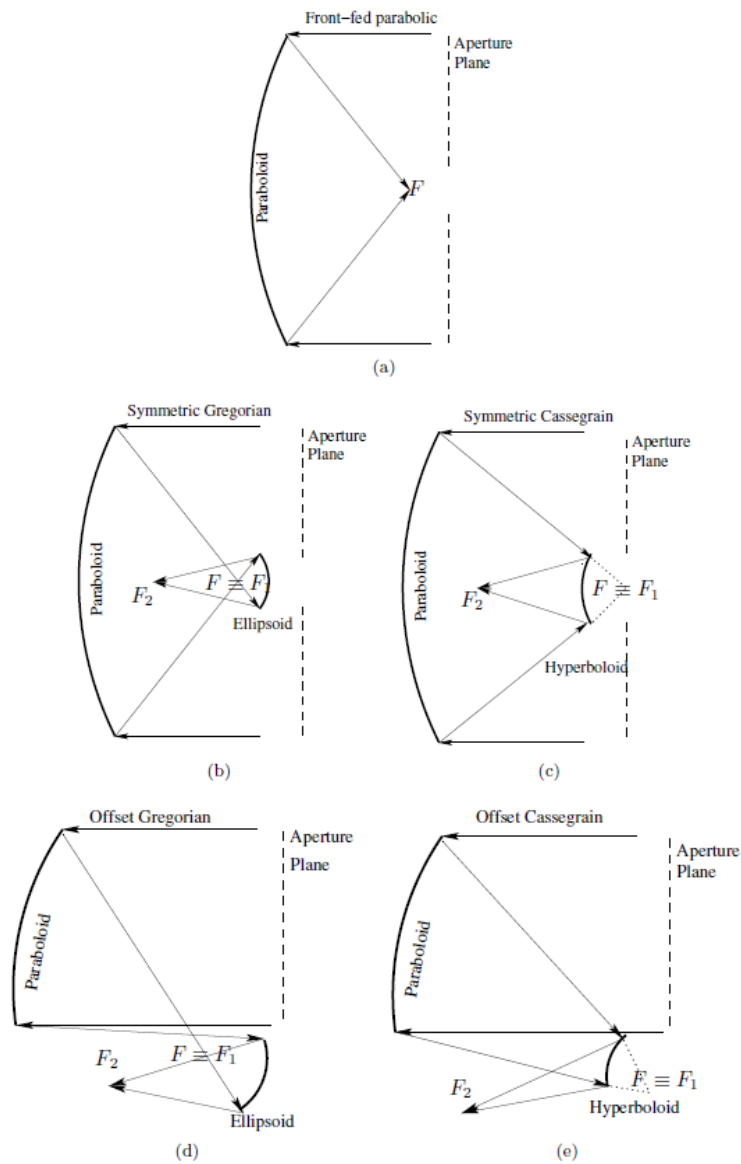 Front−fed parabolic
Aperture
Plane
Paraboloid
F
(a)
Symmetric Gregorian
Aperture
Plane
Paraboloid
F ≡ F₁
F₂
Ellipsoid
(b)
Symmetric Cassegrain
Aperture
Plane
Paraboloid
F ≡ F₁
F₂
Hyperboloid
(c)
Offset Gregorian
Aperture
Plane
Paraboloid
F ≡ F₁
F₂
Ellipsoid
(d)
Offset Cassegrain
Aperture
Plane
Paraboloid
F ≡ F₁
F₂
Hyperboloid
(e)